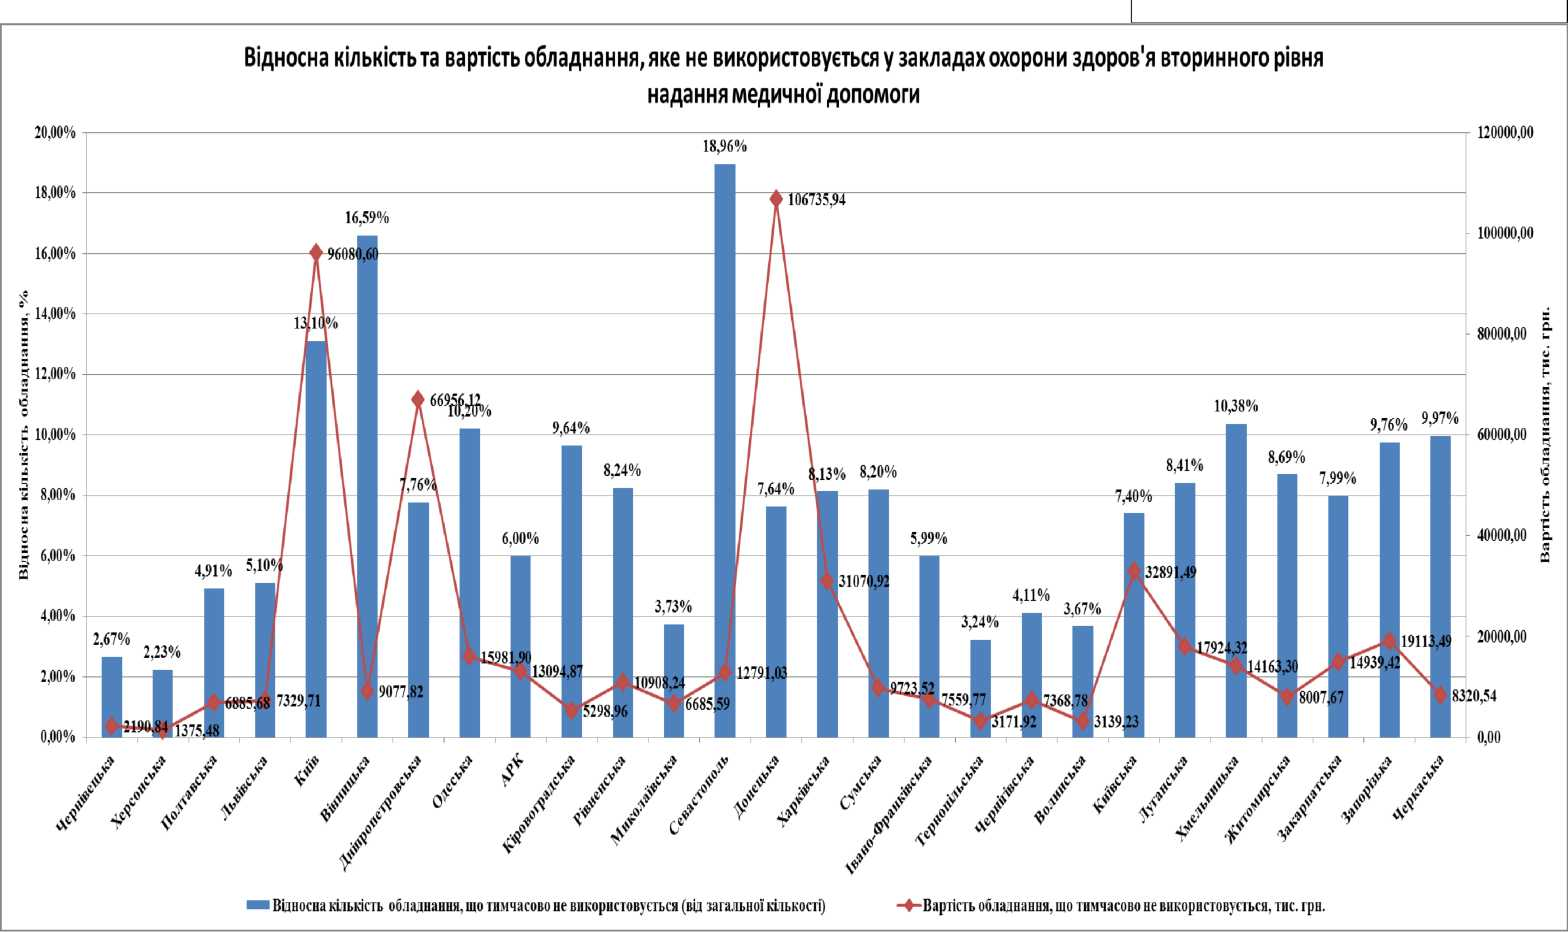 Відносна кількість та вартість обладнання, яке не використовується у закладах охорони здоров'я вторинного рівня
надання медичної допомоги
Відносна кількість обладнання, %
20,00%
18,00%
16,00%
14,00%
12,00%
10,00%
8,00%
6,00%
4,00%
2,00%
0,00%
2,67%
2,23%
4,91%
5,10%
13,10%
16,59%
7,76%
10,20%
6,00%
9,64%
8,24%
3,73%
18,96%
7,64%
8,13%
8,20%
5,99%
3,24%
4,11%
3,67%
7,40%
8,41%
10,38%
8,69%
7,99%
9,76%
9,97%
2190,84
1375,48
6885,68
7329,71
96080,60
9077,82
66956,12
15981,90
13094,87
5298,96
10908,24
6685,59
12791,03
106735,94
31070,92
9723,52
7559,77
3171,92
7368,78
3139,23
32891,49
17924,32
14163,30
8007,67
14939,42
19113,49
8320,54
120000,00
100000,00
80000,00
60000,00
40000,00
20000,00
0,00
Вартість обладнання, тис. грн.
Чернівецька
Херсонська
Полтавська
Львівська
Київ
Вінницька
Дніпропетровська
Одеська
АРК
Кіровоградська
Рівненська
Миколаївська
Севастополь
Донецька
Харківська
Сумська
Івано-Франківська
Тернопільська
Чернігівська
Волинська
Київська
Луганська
Хмельницька
Житомирська
Закарпатська
Запорізька
Черкаська
Відносна кількість обладнання, що тимчасово не використовується (від загальної кількості)
Вартість обладнання, що тимчасово не використовується, тис. грн.